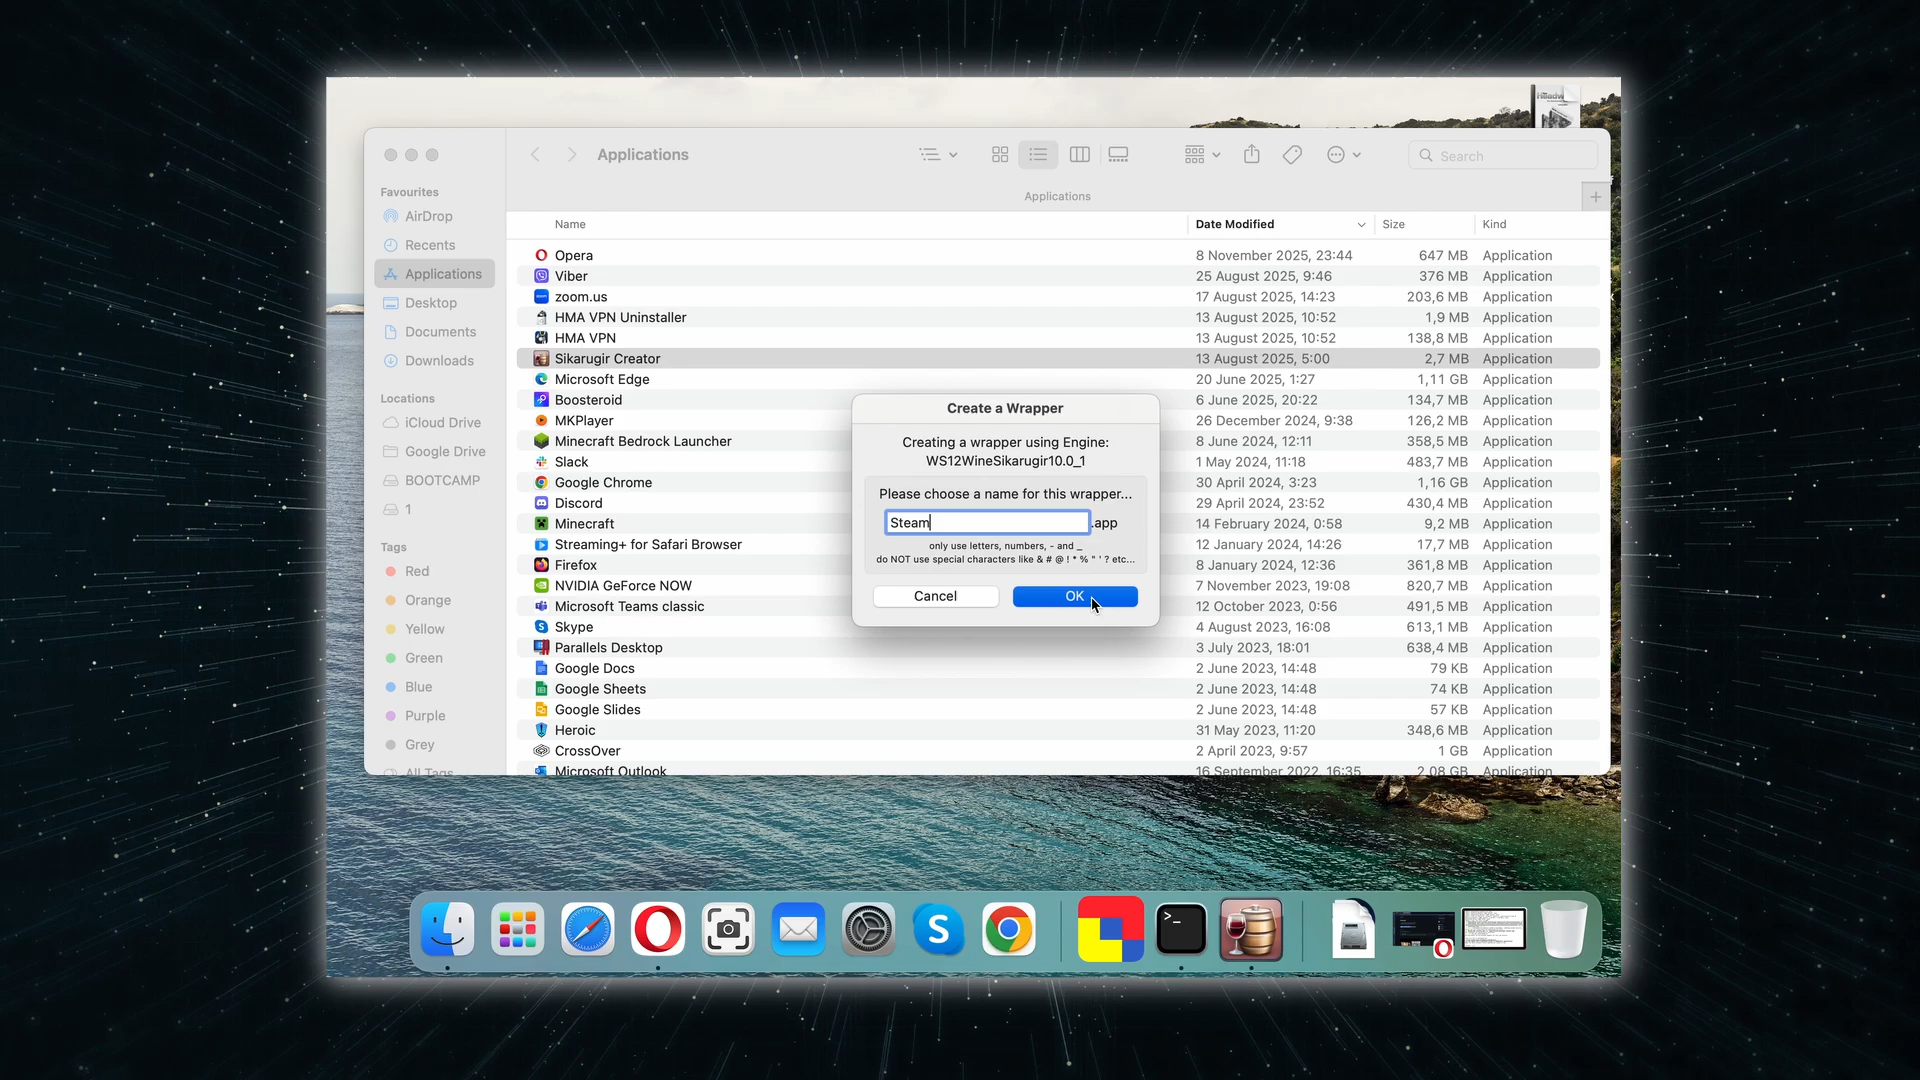 Applications
Search
Applications
Favourites
AirDrop
Recents
Applications
Desktop
Documents
Downloads
Locations
iCloud Drive
Google Drive
BOOTCAMP
1
Tags
Red
Orange
Yellow
Green
Blue
Purple
Grey
All Tags
Name Date Modified Size Kind
Opera 8 November 2025, 23:44 647 MB Application
Viber 25 August 2025, 9:46 376 MB Application
zoom.us 17 August 2025, 14:23 203,6 MB Application
HMA VPN Uninstaller 13 August 2025, 10:52 1,9 MB Application
HMA VPN 13 August 2025, 10:52 138,8 MB Application
Sikarugir Creator 13 August 2025, 5:00 2,7 MB Application
Microsoft Edge 20 June 2025, 1:27 1,11 GB Application
Boosteroid 6 June 2025, 20:22 134,7 MB Application
MKPlayer 26 December 2024, 9:38 126,2 MB Application
Minecraft Bedrock Launcher 8 June 2024, 12:11 358,5 MB Application
Slack 1 May 2024, 11:18 483,7 MB Application
Google Chrome 30 April 2024, 3:23 1,16 GB Application
Discord 29 April 2024, 23:52 430,4 MB Application
Minecraft 14 February 2024, 0:58 9,2 MB Application
Streaming+ for Safari Browser 12 January 2024, 14:26 17,7 MB Application
Firefox 8 January 2024, 12:36 361,8 MB Application
NVIDIA GeForce NOW 7 November 2023, 19:08 820,7 MB Application
Microsoft Teams classic 12 October 2023, 0:56 491,5 MB Application
Skype 4 August 2023, 16:08 613,1 MB Application
Parallels Desktop 3 July 2023, 18:01 638,4 MB Application
Google Docs 2 June 2023, 14:48 79 KB Application
Google Sheets 2 June 2023, 14:48 74 KB Application
Google Slides 2 June 2023, 14:48 57 KB Application
Heroic 31 May 2023, 11:20 348,6 MB Application
CrossOver 2 April 2023, 9:57 1 GB Application
Microsoft Outlook 16 September 2022, 16:35 2,08 GB Application
Create a Wrapper
Creating a wrapper using Engine:
WS12WineSikarugir10.0_1
Please choose a name for this wrapper...
Steam .app
only use letters, numbers, - and _
do NOT use special characters like & # @ ! * % " ' ? etc...
Cancel OK